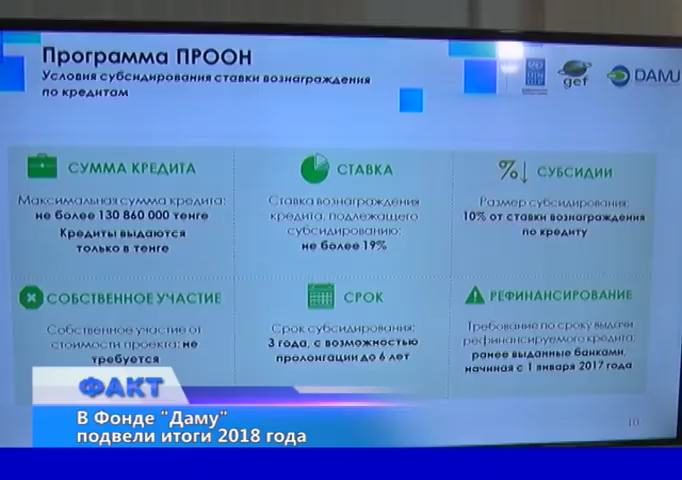 Программа ПРООН
Условия субсидирования ставки вознаграждения
по кредитам
gef
DAMU
СУММА КРЕДИТА
Максимальная сумма кредита:
не более 130 860 000 тенге
Кредиты выдаются
только в тенге
СТАВКА
Ставка вознаграждения
кредита, подлежащего
субсидированию:
не более 19%
%↓ СУБСИДИИ
Размер субсидирования:
10% от ставки вознаграждения
по кредиту
СОБСТВЕННОЕ УЧАСТИЕ
Собственное участие от
стоимости проекта: не
требуется
СРОК
Срок субсидирования:
3 года, с возможностью
пролонгации до 6 лет
РЕФИНАНСИРОВАНИЕ
Требование по сроку выдачи
рефинансируемого кредита:
ранее выданные банками,
начиная с 1 января 2017 года
10
ФАКТ
В Фонде "Даму"
подвели итоги 2018 года